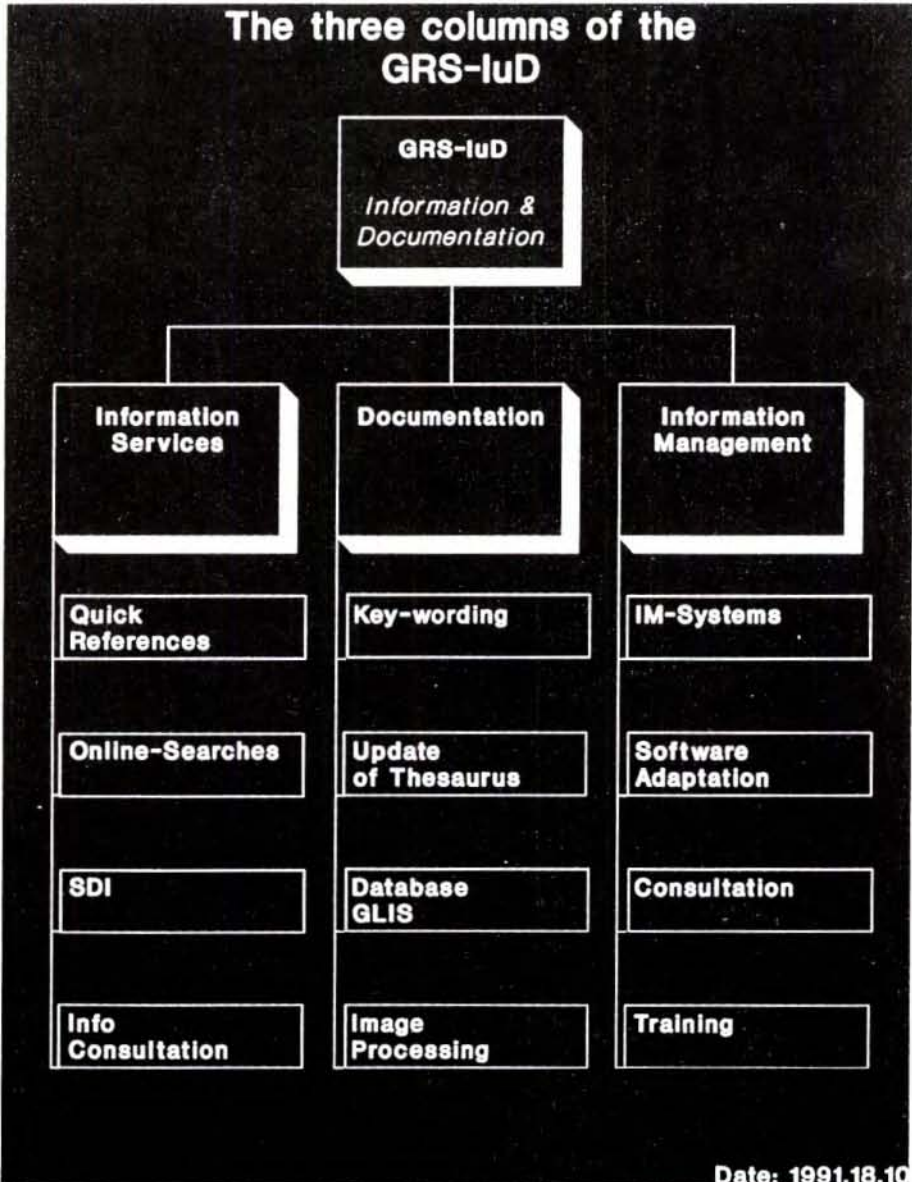 The three columns of the
GRS-IuD
GRS-IuD
Information &
Documentation
Information
Services
Quick
References
Online-Searches
SDI
Info
Consultation
Documentation
Key-wording
Update
of Thesaurus
Database
GLIS
Image
Processing
Information
Management
IM-Systems
Software
Adaptation
Consultation
Training
Date: 1991.18.10